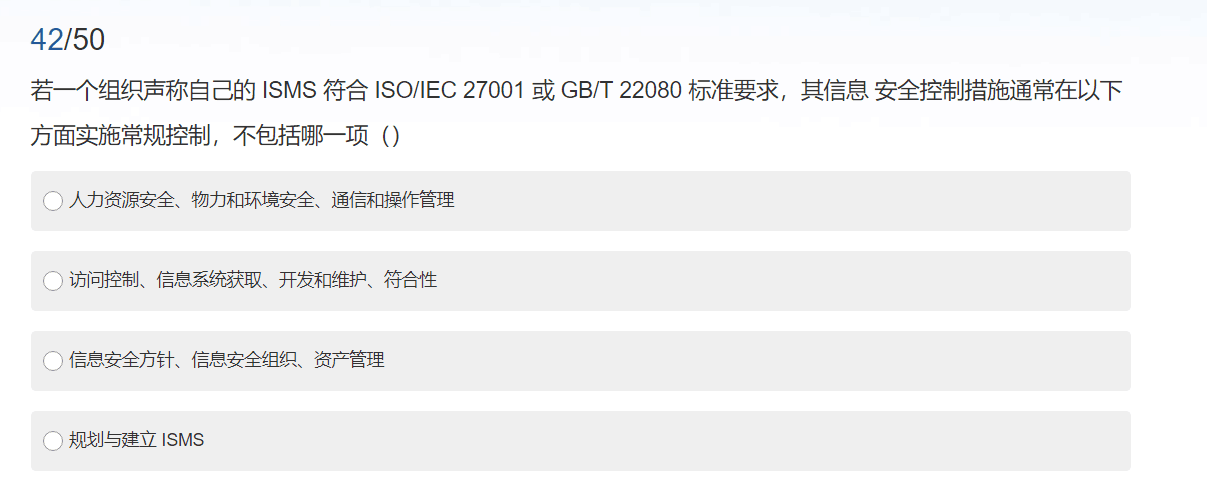 42/50
若一个组织声称自己的 ISMS 符合 ISO/IEC 27001 或 GB/T 22080 标准要求，其信息 安全控制措施通常在以下
方面实施常规控制，不包括哪一项（）
人力资源安全、物力和环境安全、通信和操作管理
访问控制、信息系统获取、开发和维护、符合性
信息安全方针、信息安全组织、资产管理
规划与建立 ISMS